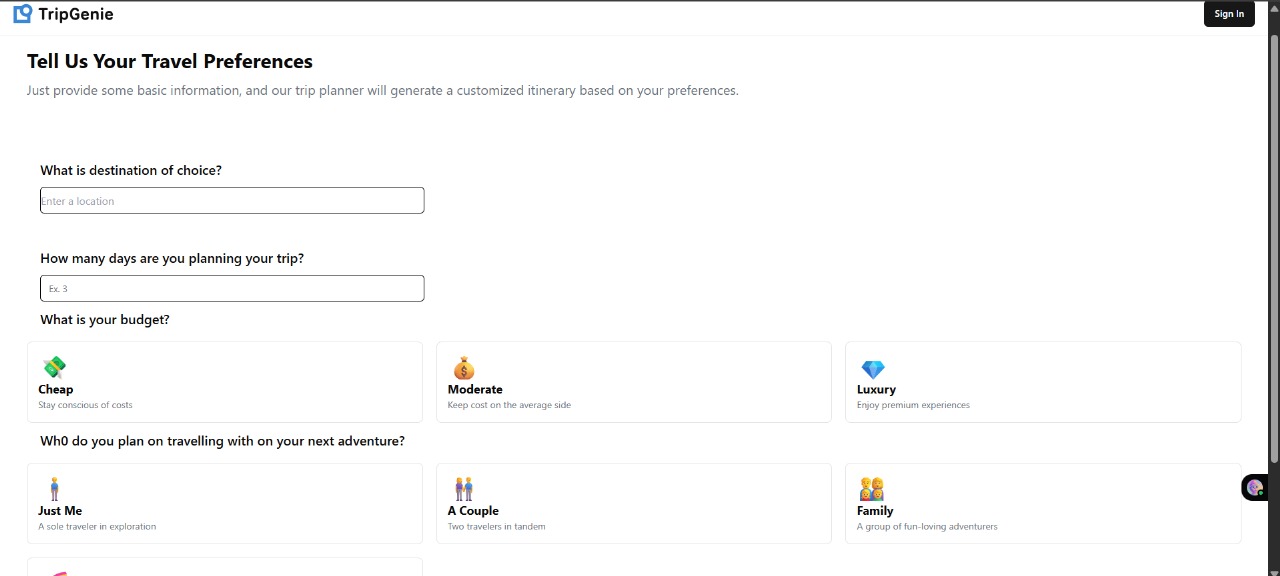 TripGenie
Sign In
Tell Us Your Travel Preferences
Just provide some basic information, and our trip planner will generate a customized itinerary based on your preferences.
What is destination of choice?
Enter a location
How many days are you planning your trip?
Ex. 3
What is your budget?
Cheap
Stay conscious of costs
Moderate
Keep cost on the average side
Luxury
Enjoy premium experiences
Wh0 do you plan on travelling with on your next adventure?
Just Me
A sole traveler in exploration
A Couple
Two travelers in tandem
Family
A group of fun-loving adventurers